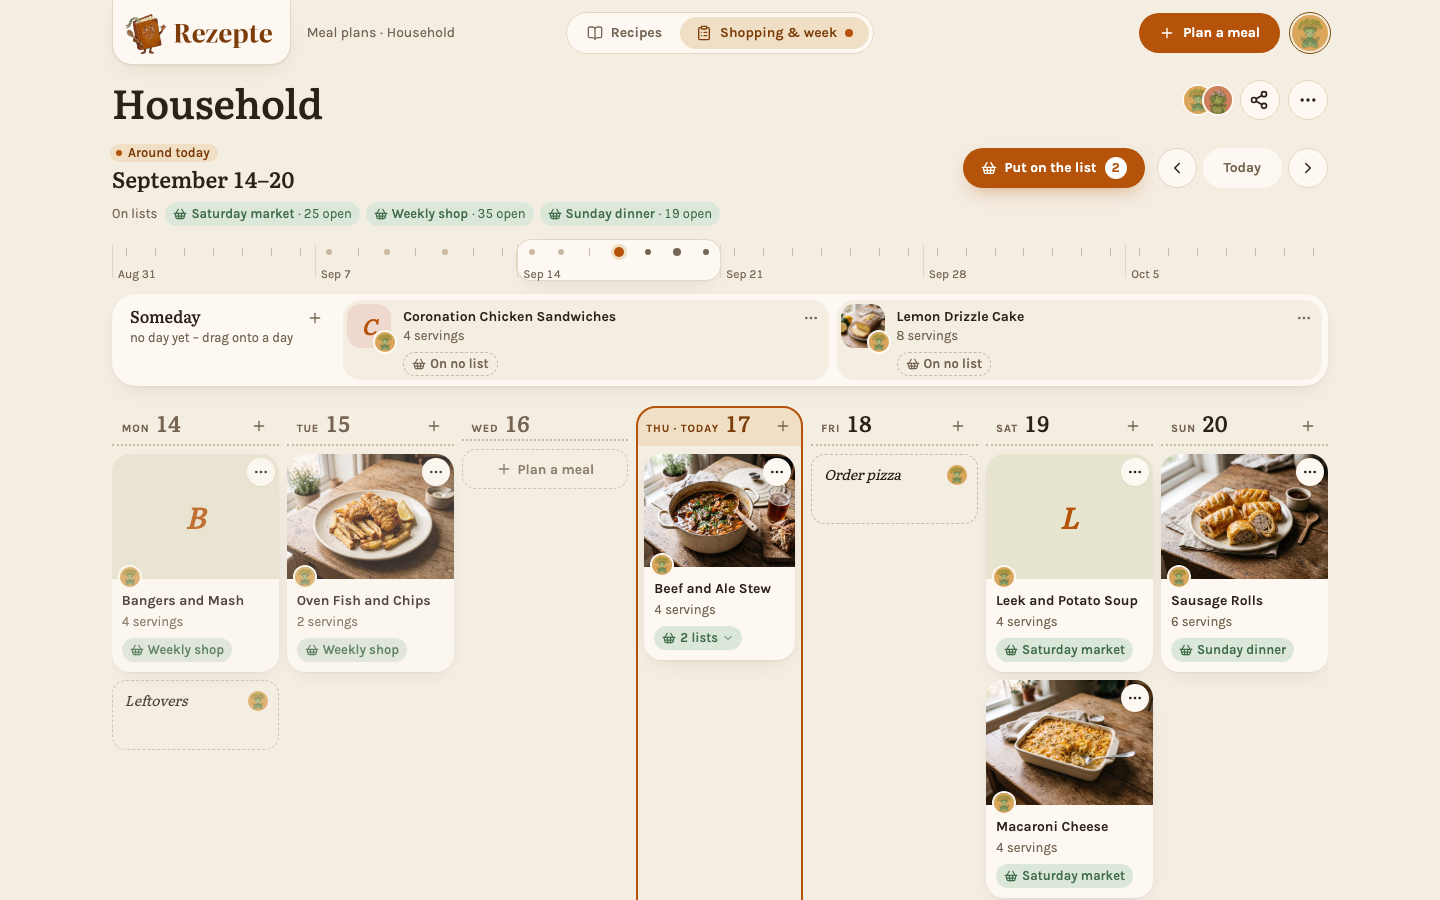 Rezepte
Meal plans · Household
Recipes
Shopping & week
Plan a meal
Household
Around today
September 14–20
Put on the list 2
Today
On lists
Saturday market · 25 open
Weekly shop · 35 open
Sunday dinner · 19 open
Aug 31
Sep 7
Sep 14
Sep 21
Sep 28
Oct 5
Someday
no day yet – drag onto a day
C
Coronation Chicken Sandwiches
4 servings
On no list
Lemon Drizzle Cake
8 servings
On no list
MON 14
TUE 15
WED 16
THU · TODAY 17
FRI 18
SAT 19
SUN 20
B
Bangers and Mash
4 servings
Weekly shop
Leftovers
Oven Fish and Chips
2 servings
Weekly shop
Plan a meal
Beef and Ale Stew
4 servings
2 lists
Order pizza
L
Leek and Potato Soup
4 servings
Saturday market
Macaroni Cheese
4 servings
Saturday market
Sausage Rolls
6 servings
Sunday dinner